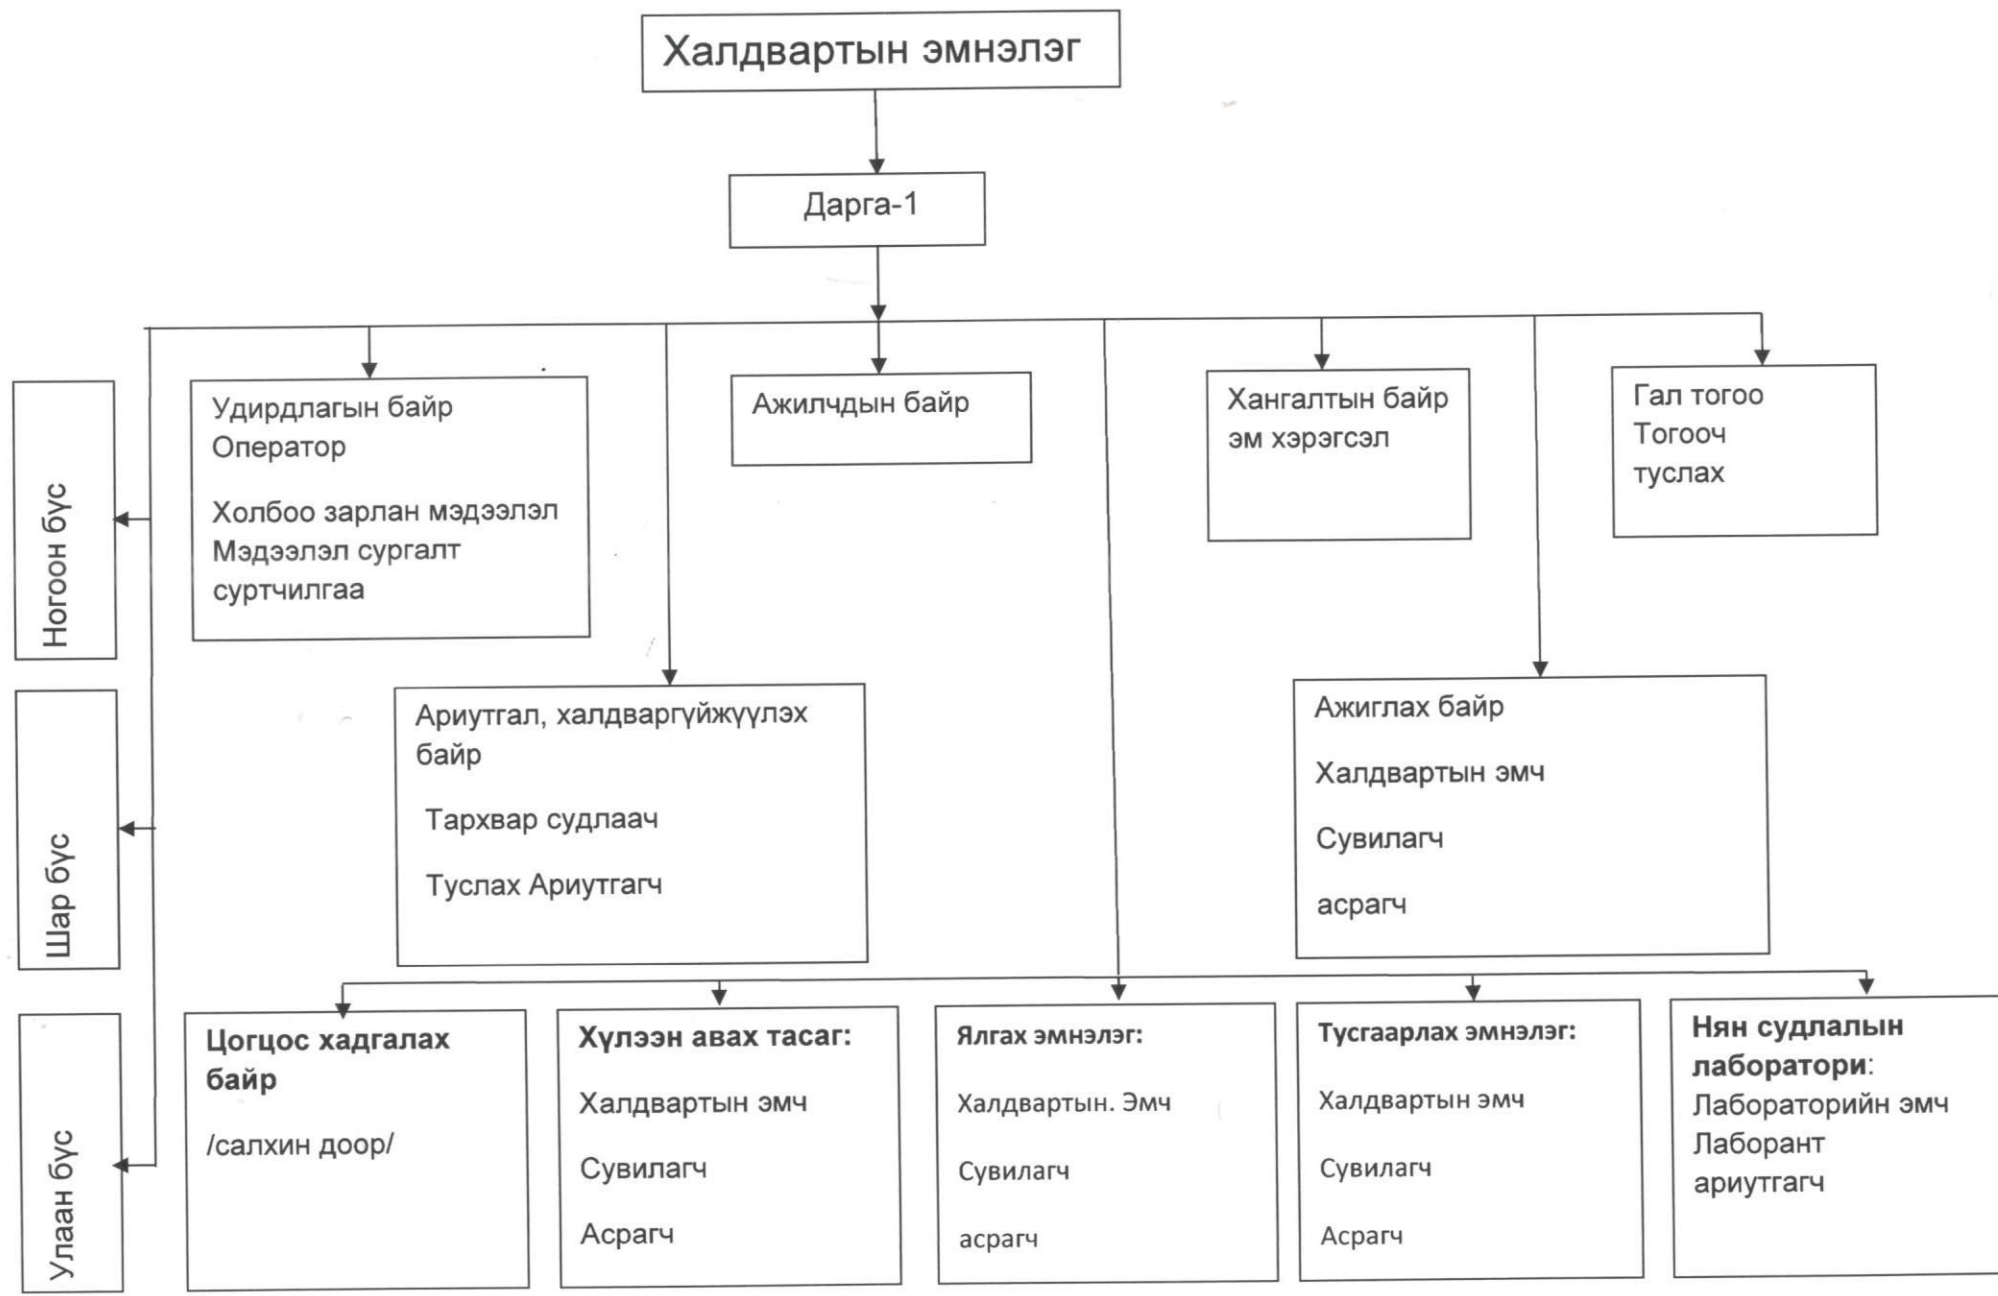 Халдвартын эмнэлэг
Дарга-1
Ногоон бүс
Удирдлагын байр
Оператор
Холбоо зарлан мэдээлэл
Мэдээлэл сургалт
суртчилгаа
Ажилчдын байр
Хангалтын байр
эм хэрэгсэл
Гал тогоо
Тогооч
туслах
Шар бүс
Ариутгал, халдваргүйжүүлэх
байр
Тархвар судлаач
Туслах Ариутгагч
Ажиглах байр
Халдвартын эмч
Сувилагч
асрагч
Улаан бүс
Цогцос хадгалах
байр
/салхин доор/
Хүлээн авах тасаг:
Халдвартын эмч
Сувилагч
Асрагч
Ялгах эмнэлэг:
Халдвартын. Эмч
Сувилагч
асрагч
Тусгаарлах эмнэлэг:
Халдвартын эмч
Сувилагч
Асрагч
Нян судлалын
лаборатори:
Лабораторийн эмч
Лаборант
ариутгагч